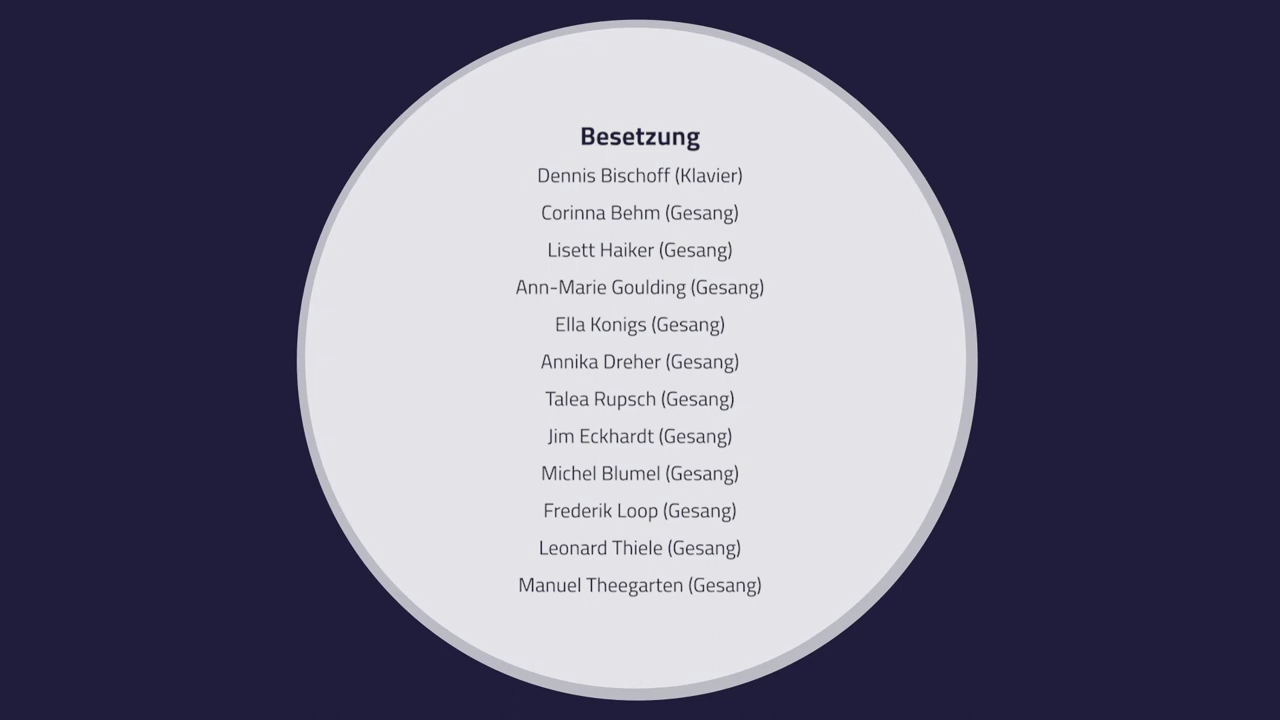 Besetzung
Dennis Bischoff (Klavier)
Corinna Behm (Gesang)
Lisett Haiker (Gesang)
Ann-Marie Goulding (Gesang)
Ella Konigs (Gesang)
Annika Dreher (Gesang)
Talea Rupsch (Gesang)
Jim Eckhardt (Gesang)
Michel Blumel (Gesang)
Frederik Loop (Gesang)
Leonard Thiele (Gesang)
Manuel Theegarten (Gesang)